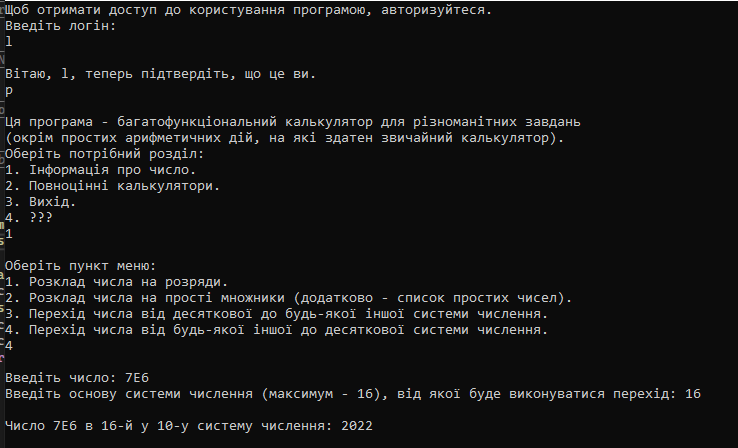 Щоб отримати доступ до користування програмою, авторизуйтеся.
Введіть логін:
l
Вітаю, l, теперь підтвердіть, що це ви.
p
Ця програма - багатофункціональний калькулятор для різноманітних завдань
(окрім простих арифметичних дій, на які здатен звичайний калькулятор).
Оберіть потрібний розділ:
1. Інформація про число.
2. Повноцінні калькулятори.
3. Вихід.
4. ???
1
Оберіть пункт меню:
1. Розклад числа на розряди.
2. Розклад числа на прості множники (додатково - список простих чисел).
3. Перехід числа від десяткової до будь-якої іншої системи числення.
4. Перехід числа від будь-якої іншої до десяткової системи числення.
4
Введіть число: 7E6
Введіть основу системи числення (максимум - 16), від якої буде виконуватися перехід: 16
Число 7E6 в 16-й у 10-у систему числення: 2022